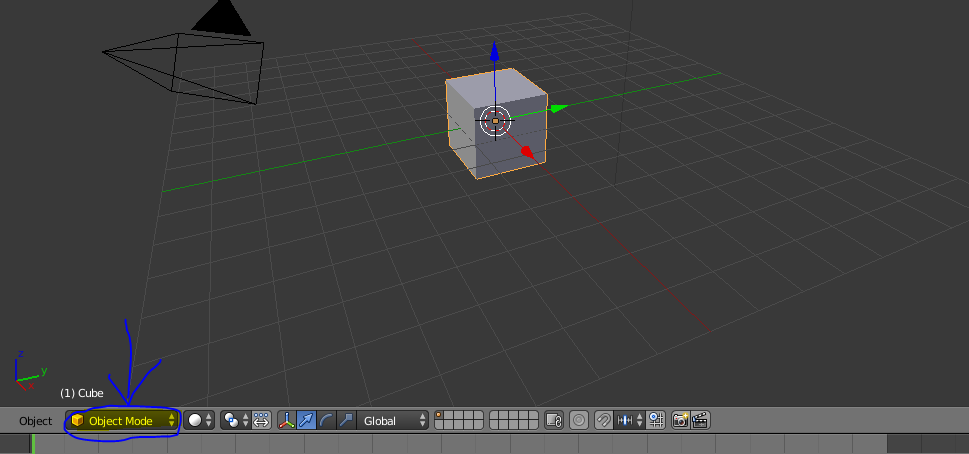 z
y
x
(1) Cube
Object
Object Mode
Global